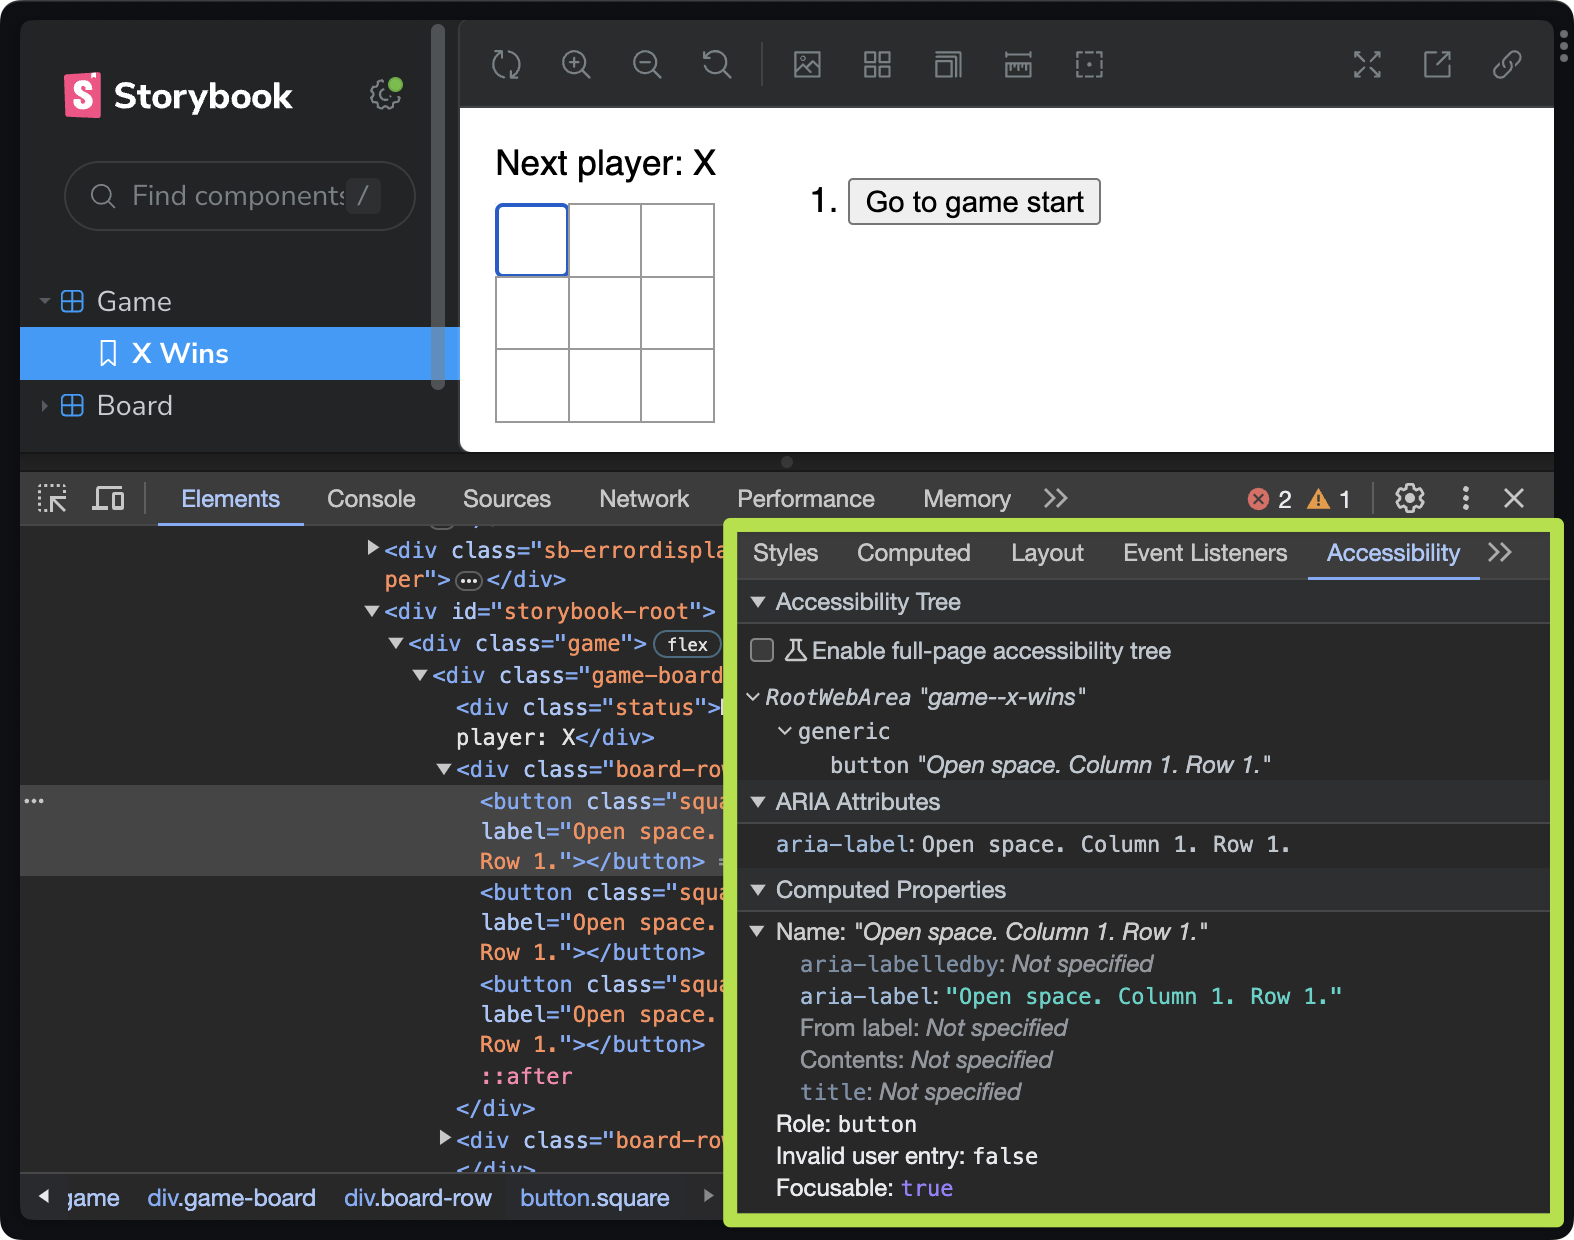 Storybook
Find components /
Game
X Wins
Board
Next player: X
1. Go to game start
Elements Console Sources Network Performance Memory 2 1
<div class="sb-errordispla
per"> ••• </div>
<div id="storybook-root">
<div class="game"> flex
<div class="game-board
<div class="status">
player: X</div>
<div class="board-row
<button class="squa
label="Open space.
Row 1."></button>
<button class="squa
label="Open space.
Row 1."></button>
<button class="squa
label="Open space.
Row 1."></button>
::after
</div>
<div class="board-row
</div>
game div.game-board div.board-row button.square
Styles Computed Layout Event Listeners Accessibility
Accessibility Tree
Enable full-page accessibility tree
RootWebArea "game--x-wins"
generic
button "Open space. Column 1. Row 1."
ARIA Attributes
aria-label: Open space. Column 1. Row 1.
Computed Properties
Name: "Open space. Column 1. Row 1."
aria-labelledby: Not specified
aria-label: "Open space. Column 1. Row 1."
From label: Not specified
Contents: Not specified
title: Not specified
Role: button
Invalid user entry: false
Focusable: true